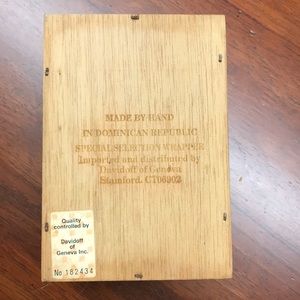 MADE BY HAND
IN DOMINICAN REPUBLIC
SPECIAL SELECTION WRAPPER
Imported and distributed by
Davidoff of Geneva
Stamford, CT06902
Quality
controlled by
Davidoff
of
Geneva Inc.
No 182434